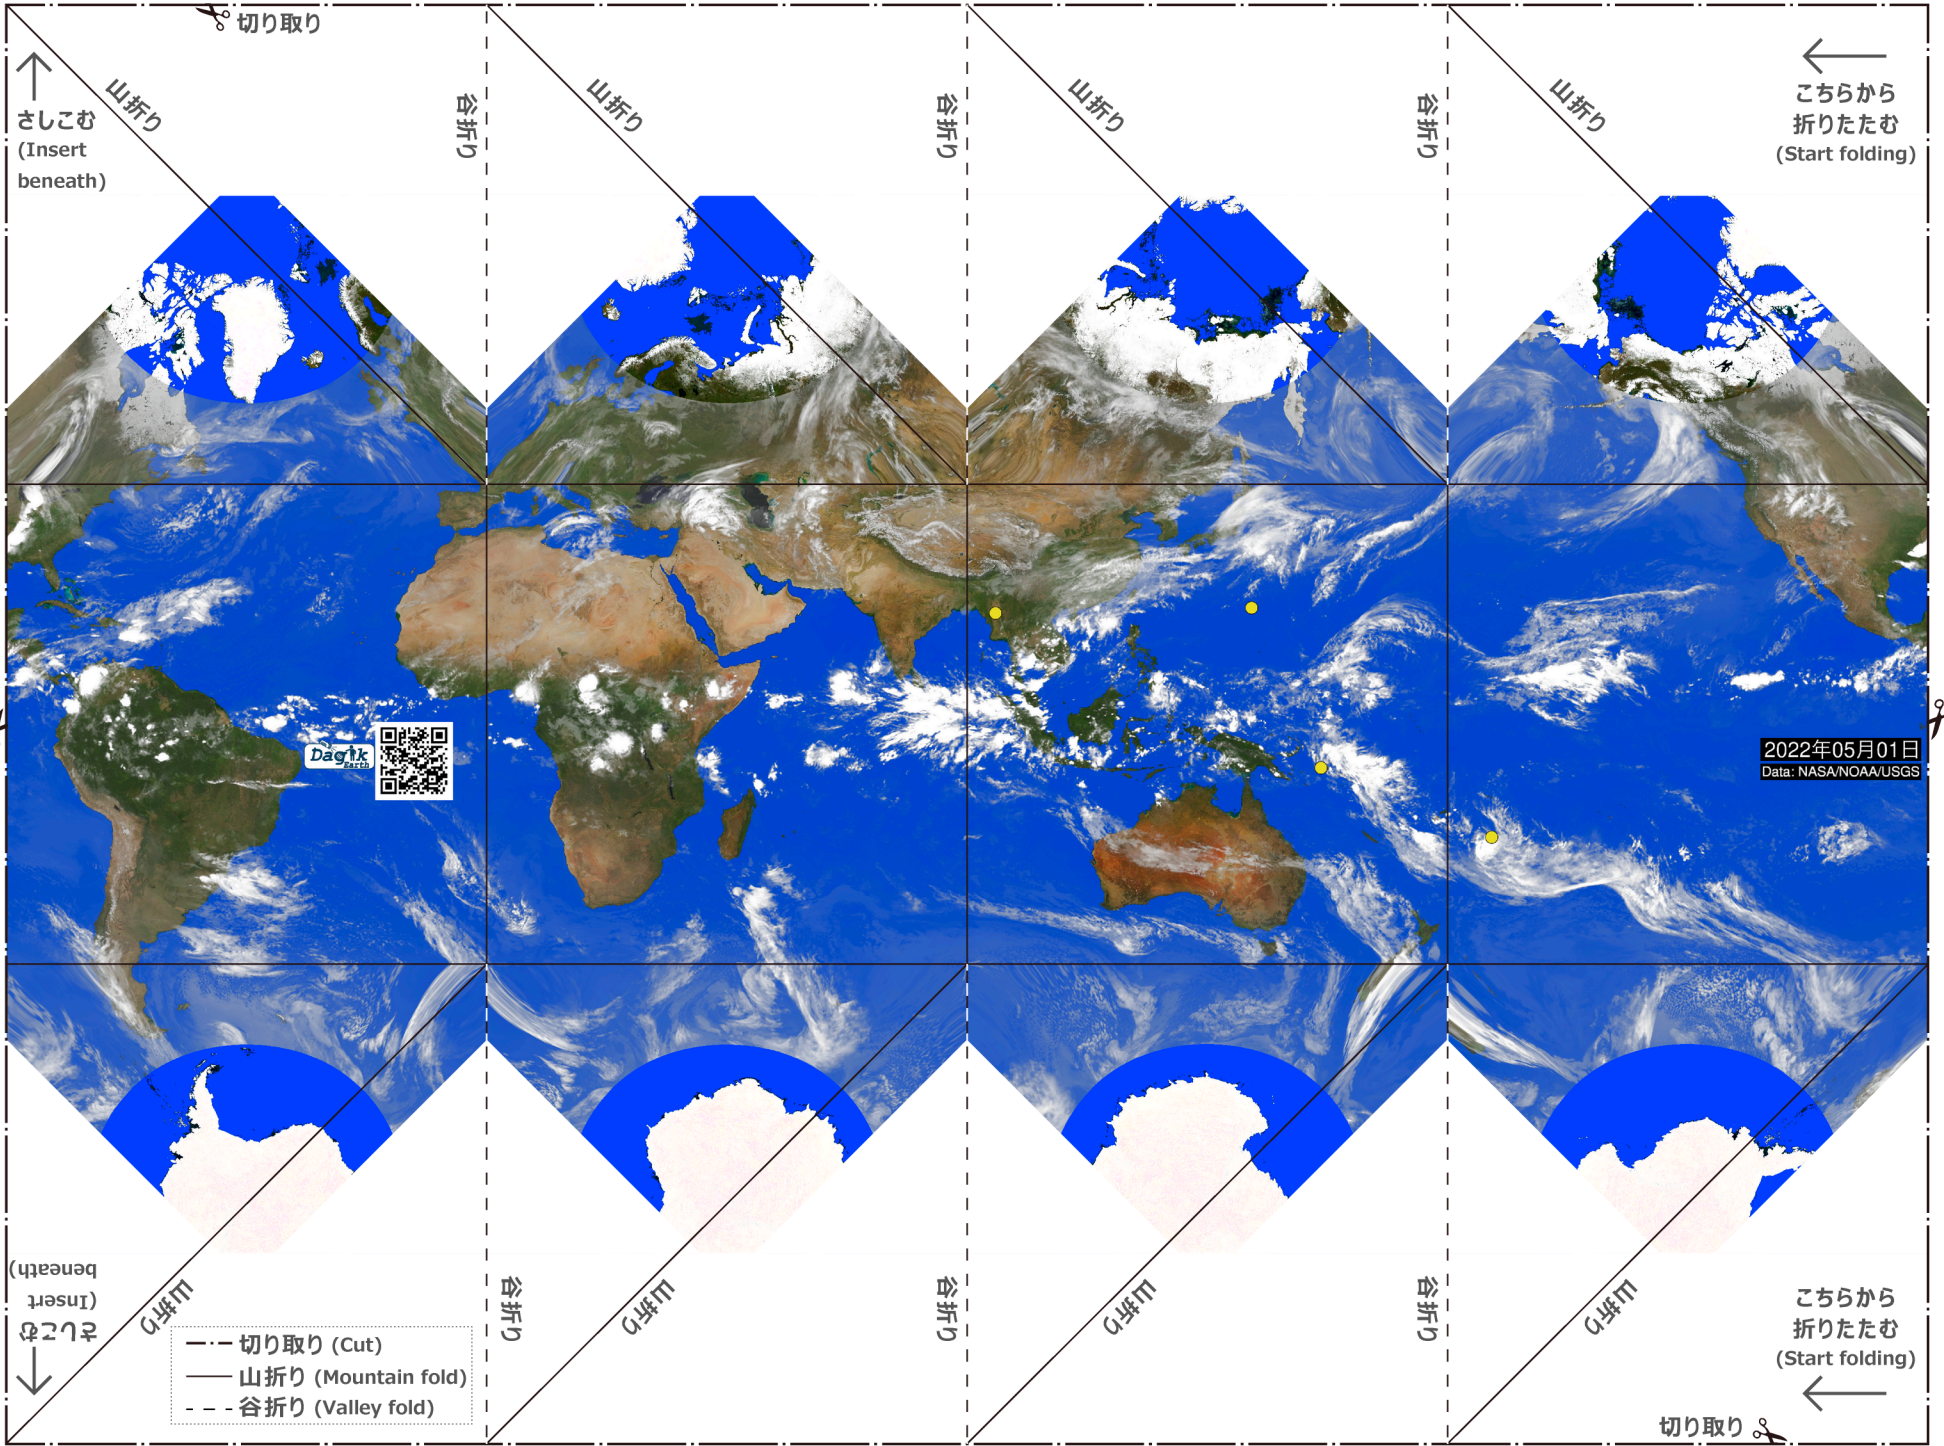 切り取り
山折り
谷折り
山折り
谷折り
山折り
谷折り
山折り
さしこむ
(Insert
beneath)
こちらから
折りたたむ
(Start folding)
Dagik
Earth
2022年05月01日
Data: NASA/NOAA/USGS
さしこむ
(Insert
beneath)
山折り
谷折り
山折り
谷折り
山折り
谷折り
山折り
こちらから
折りたたむ
(Start folding)
切り取り (Cut)
山折り (Mountain fold)
谷折り (Valley fold)
切り取り